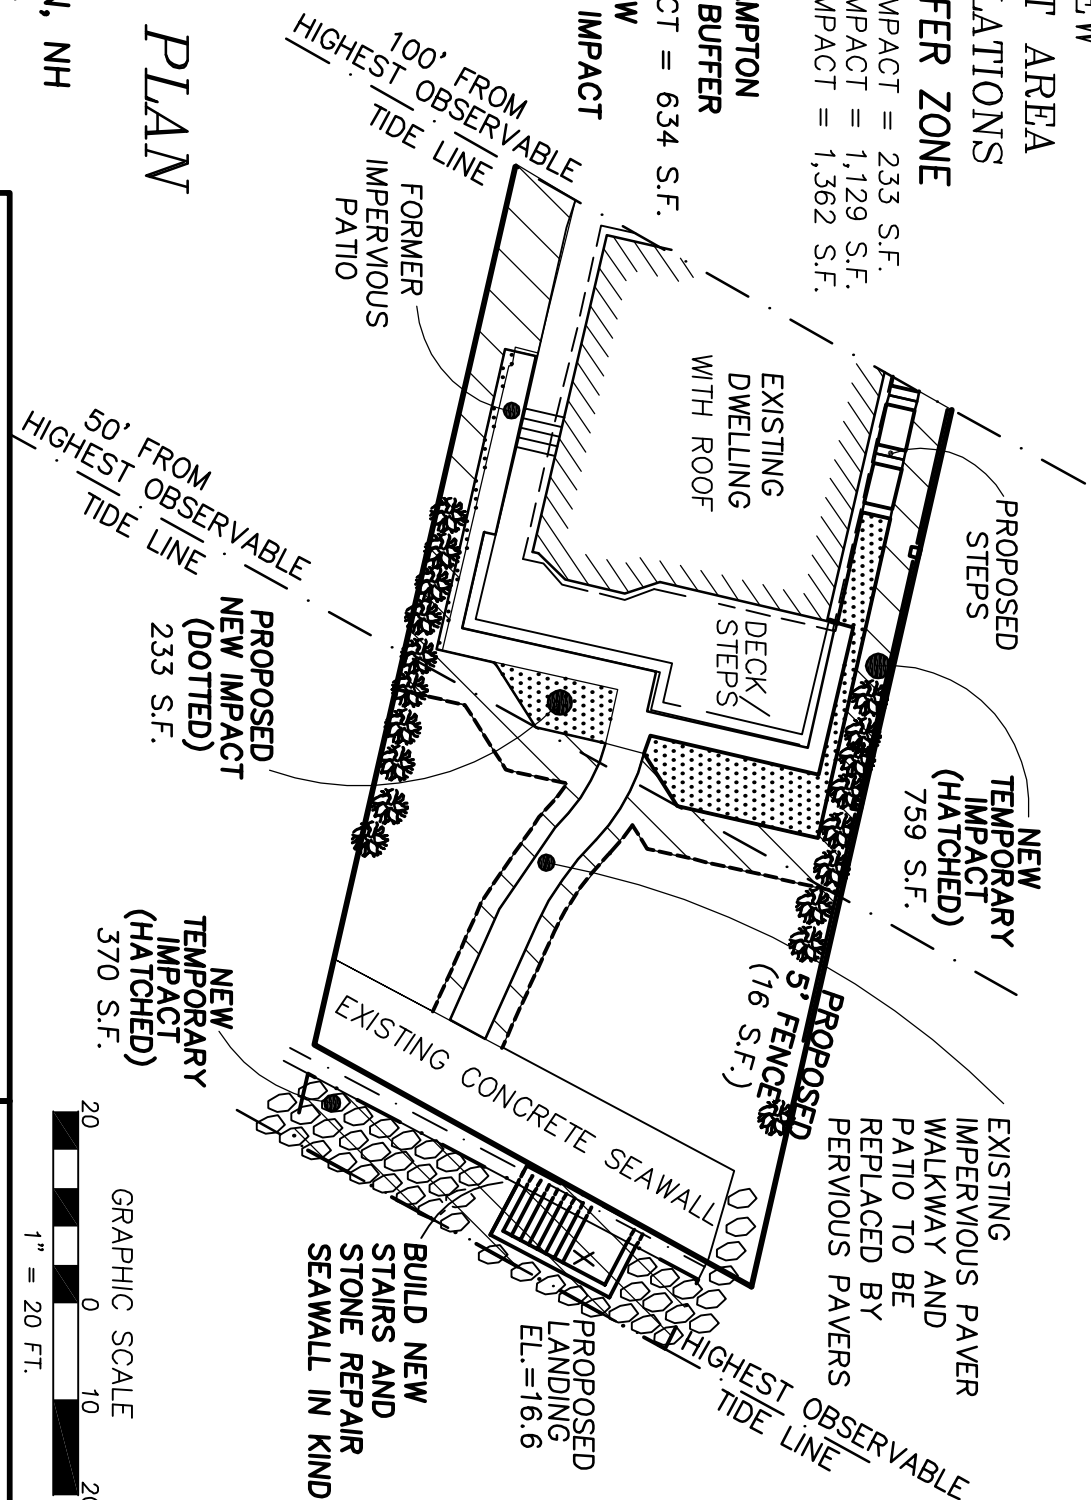 EW
T AREA
LATIONS
FFER ZONE
MPACT = 233 S.F.
MPACT = 1,129 S.F.
MPACT = 1,362 S.F.
MPTON
BUFFER
CT = 634 S.F.
W
IMPACT
PLAN
N, NH
100' FROM
HIGHEST OBSERVABLE
TIDE LINE
FORMER
IMPERVIOUS
PATIO
EXISTING
DWELLING
WITH ROOF
PROPOSED
STEPS
DECK/
STEPS
50' FROM
HIGHEST OBSERVABLE
TIDE LINE
PROPOSED
NEW IMPACT
(DOTTED)
233 S.F.
NEW
TEMPORARY
IMPACT
(HATCHED)
759 S.F.
PROPOSED
5' FENCE
(16 S.F.)
NEW
TEMPORARY
IMPACT
(HATCHED)
370 S.F.
EXISTING CONCRETE SEAWALL
EXISTING
IMPERVIOUS PAVER
WALKWAY AND
PATIO TO BE
REPLACED BY
PERVIOUS PAVERS
BUILD NEW
STAIRS AND
STONE REPAIR
SEAWALL IN KIND
PROPOSED
LANDING
EL.=16.6
HIGHEST OBSERVABLE
TIDE LINE
GRAPHIC SCALE
20 0 10 20
1" = 20 FT.